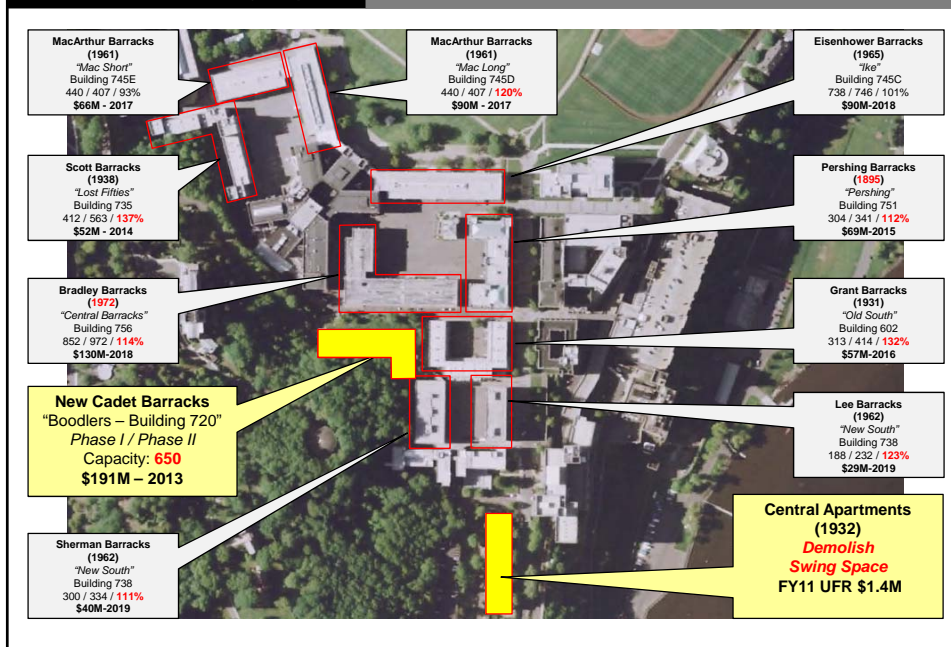 MacArthur Barracks
(1961)
“Mac Short”
Building 745E
440 / 407 / 93%
$66M - 2017
MacArthur Barracks
(1961)
“Mac Long”
Building 745D
440 / 407 / 120%
$90M - 2017
Eisenhower Barracks
(1965)
“Ike”
Building 745C
738 / 746 / 101%
$90M-2018
Scott Barracks
(1938)
“Lost Fifties”
Building 735
412 / 563 / 137%
$52M - 2014
Pershing Barracks
(1895)
“Pershing”
Building 751
304 / 341 / 112%
$69M-2015
Bradley Barracks
(1972)
“Central Barracks”
Building 756
852 / 972 / 114%
$130M-2018
Grant Barracks
(1931)
“Old South”
Building 602
313 / 414 / 132%
$57M-2016
New Cadet Barracks
“Boodlers – Building 720”
Phase I / Phase II
Capacity: 650
$191M – 2013
Lee Barracks
(1962)
“New South”
Building 738
188 / 232 / 123%
$29M-2019
Sherman Barracks
(1962)
“New South”
Building 738
300 / 334 / 111%
$40M-2019
Central Apartments
(1932)
Demolish
Swing Space
FY11 UFR $1.4M